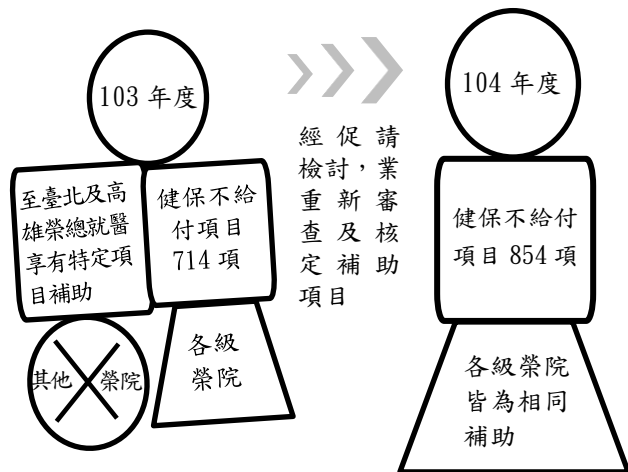 103 年度
至臺北及高
雄榮總就醫
享有特定項
目補助
健保不給
付項目
714 項
其他 榮院
各級
榮院
經促請
檢討，業
重新審
查及核
定補助
項目
104 年度
健保不給付
項目 854 項
各級榮院
皆為相同
補助